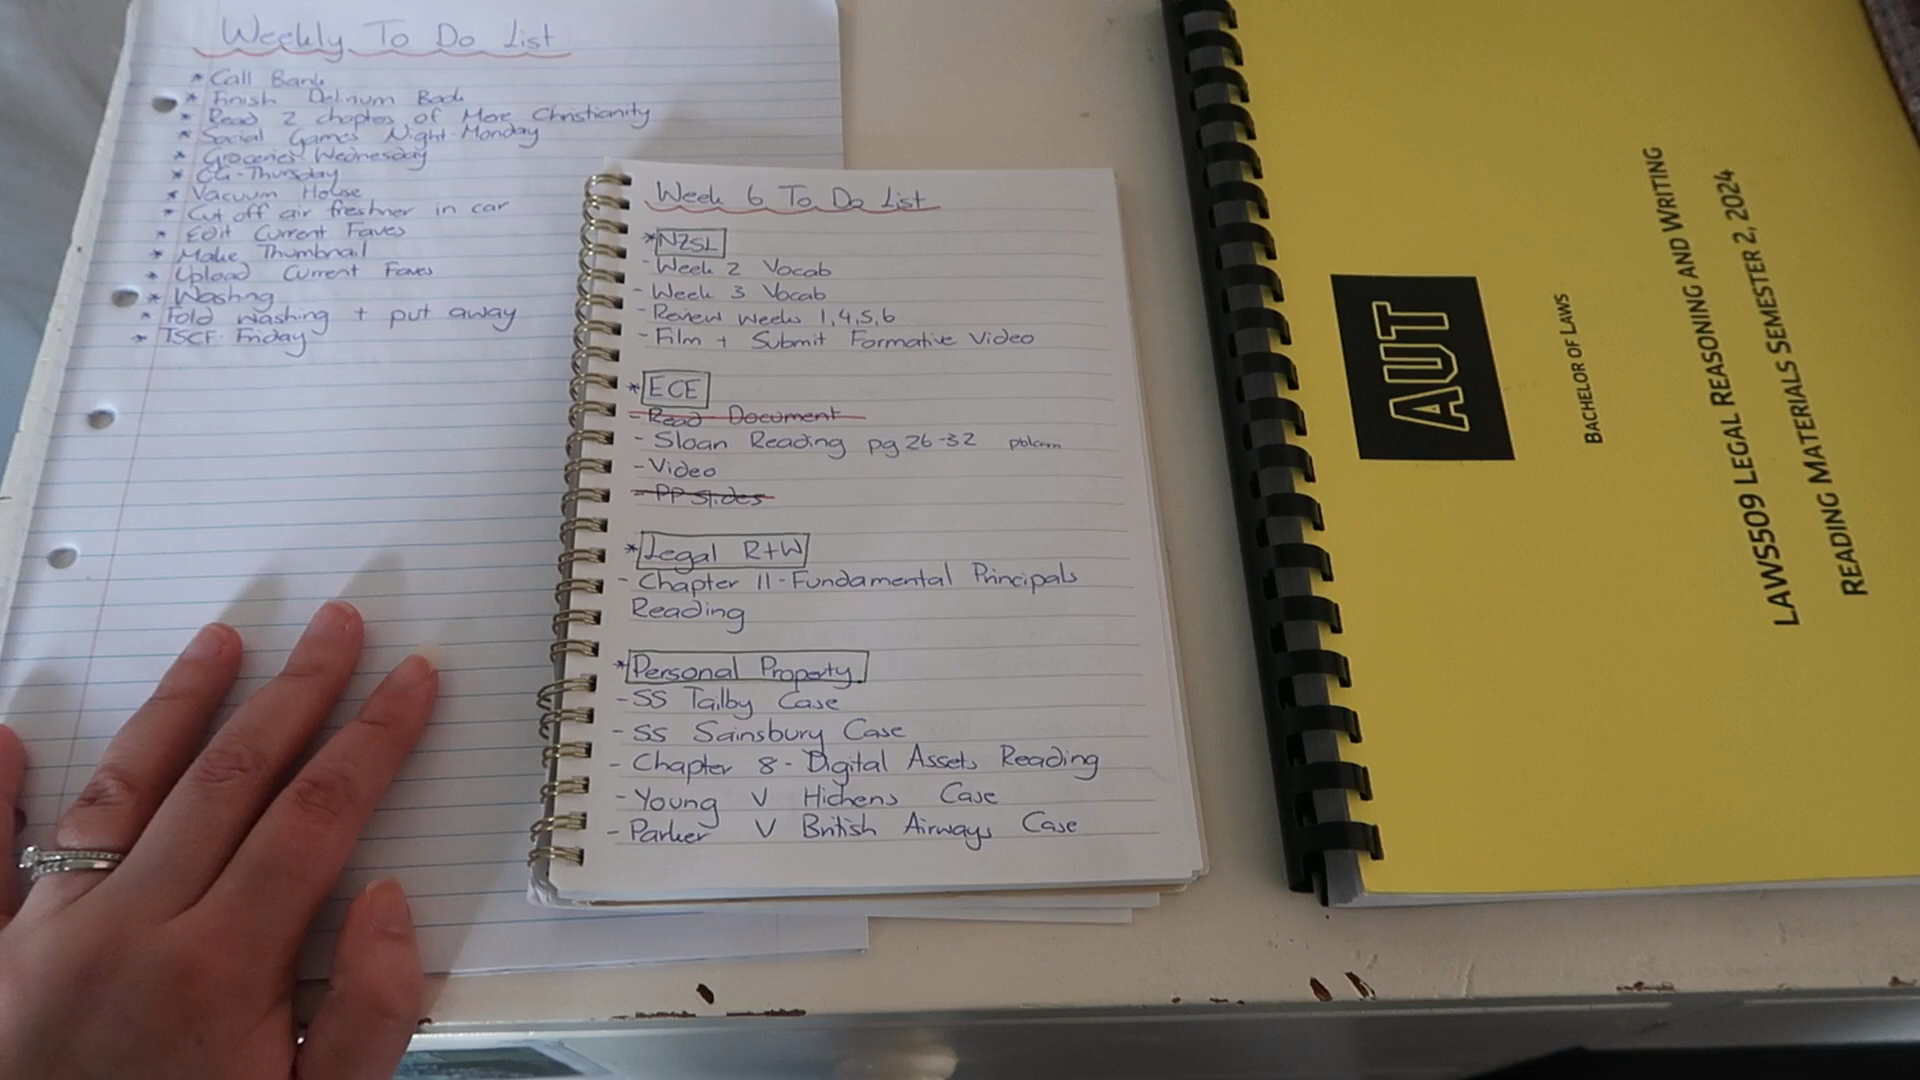 Weekly To Do List
* Call Bank
* Finish Delirium Book
* Read 2 chapters of Mere Christianity
* Social Games Night-Monday
* Groceries Wednesday
* CG-Thursday
* Vacuum House
* Cut off air freshner in car
* Edit Current Faves
* Make Thumbnail
* Upload Current Faves
* Washing
* Fold washing + put away
* TSCF Friday
Week 6 To Do List
* NZSL
- Week 2 Vocab
- Week 3 Vocab
- Review weeks 1,4,5,6
- Film + Submit Formative Video
* ECE
- Read Document
- Sloan Reading pg 26-32
- Video
- PP slides
* Legal R+W
- Chapter 11-Fundamental Principals
Reading
* Personal Property
- SS Tailby Case
- SS Sainsbury Case
- Chapter 8-Digital Assets Reading
- Young V Hichens Case
- Parker V British Airways Case
AUT
BACHELOR OF LAWS
LAWS509 LEGAL REASONING AND WRITING
READING MATERIALS SEMESTER 2, 2024